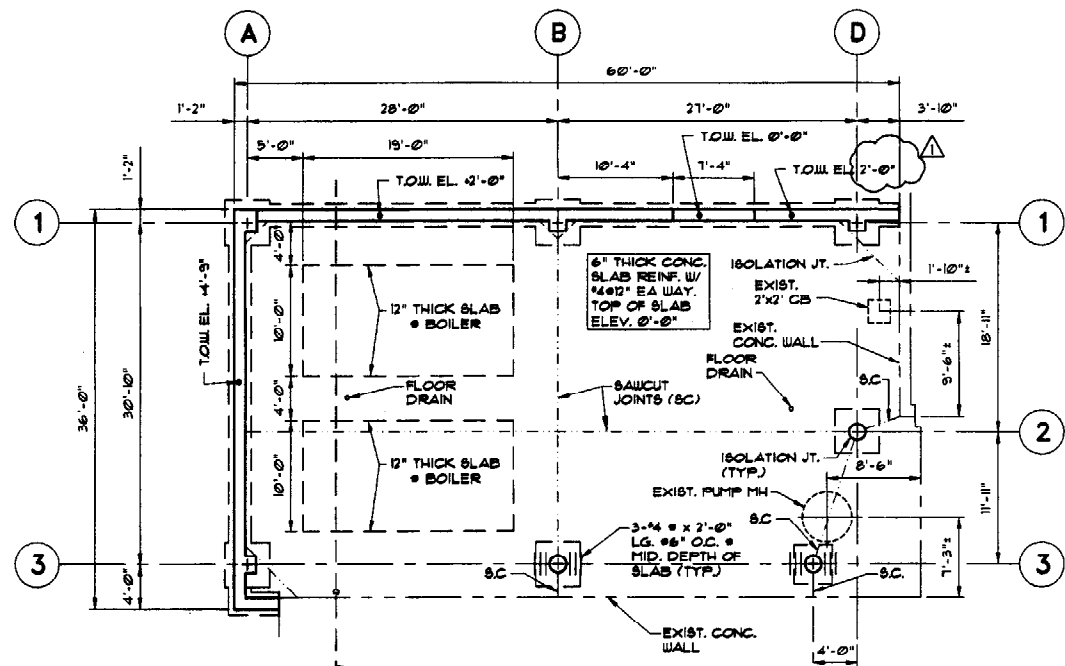 A
B
D
60'-0"
1'-2"
28'-0"
27'-0"
3'-10"
5'-0"
19'-0"
T.O.W. EL. 0'-0"
10'-4"
7'-4"
1
1'-2"
T.O.W. EL. +2'-0"
T.O.W. EL. 2'-0"
1
1
4'-0"
6" THICK CONC.
SLAB REINF. W/
#4@12" EA WAY.
TOP OF SLAB
ELEV. 0'-0"
ISOLATION JT.
1'-10"±
EXIST.
2'x2' CB
T.O.W. EL. +4'-9"
10'-0"
12" THICK SLAB
@ BOILER
EXIST.
CONC. WALL
18'-11"
9'-6"±
36'-0"
30'-10"
4'-0"
FLOOR
DRAIN
SAWCUT
JOINTS (SC)
FLOOR
DRAIN
S.C
2
10'-0"
12" THICK SLAB
@ BOILER
ISOLATION JT.
(TYP.)
8'-6"
EXIST. PUMP MH
11'-11"
3-#4 @ x 2'-0"
LG. @6" O.C. @
MID. DEPTH OF
SLAB (TYP.)
S.C
3
3
4'-0"
S.C
S.C.
7'-3"±
EXIST. CONC.
WALL
4'-0"